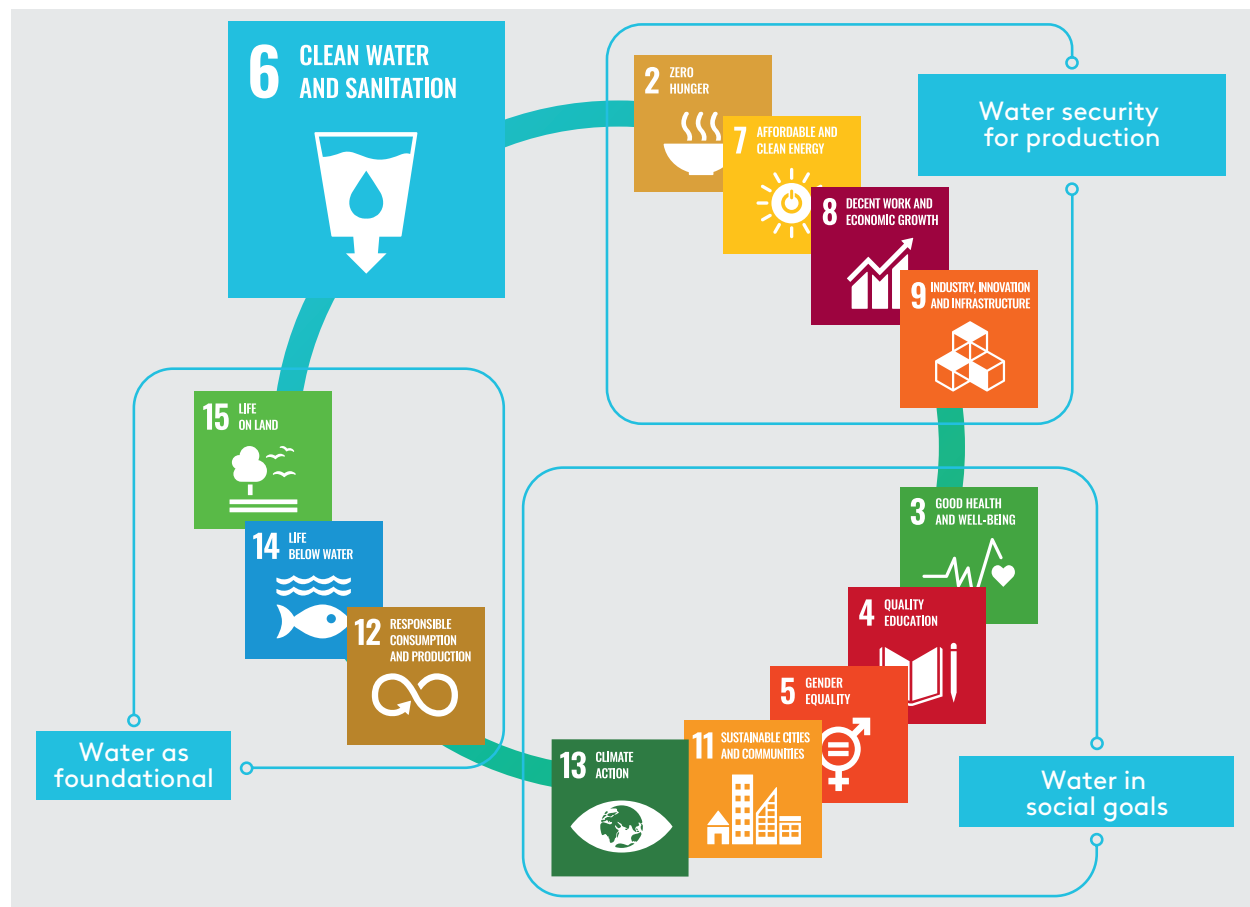 6 CLEAN WATER
AND SANITATION
2 ZERO
HUNGER
7 AFFORDABLE AND
CLEAN ENERGY
8 DECENT WORK AND
ECONOMIC GROWTH
9 INDUSTRY, INNOVATION
AND INFRASTRUCTURE
Water security
for production
3 GOOD HEALTH
AND WELL-BEING
4 QUALITY
EDUCATION
5 GENDER
EQUALITY
11 SUSTAINABLE CITIES
AND COMMUNITIES
13 CLIMATE
ACTION
Water in
social goals
15 LIFE
ON LAND
14 LIFE
BELOW WATER
12 RESPONSIBLE
CONSUMPTION
AND PRODUCTION
Water as
foundational